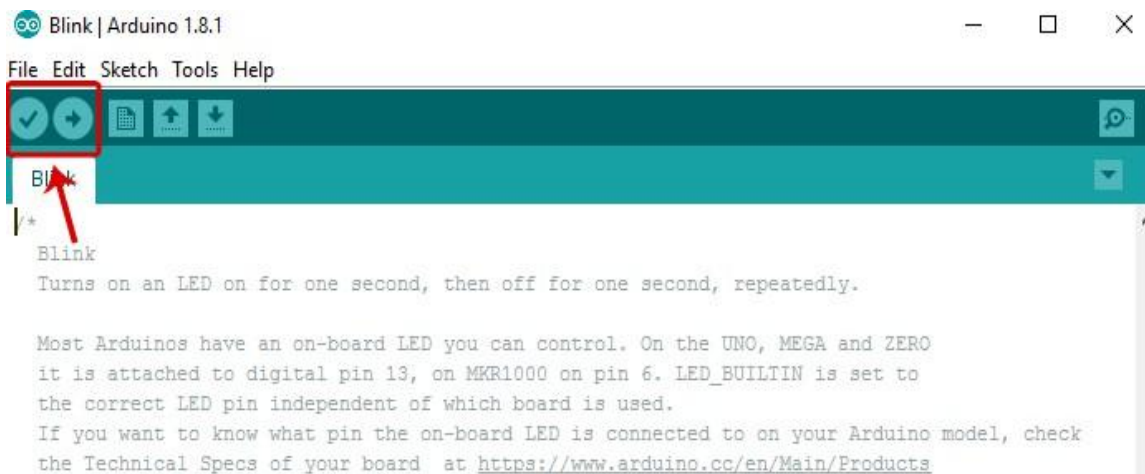 Blink | Arduino 1.8.1
File Edit Sketch Tools Help
Blink
/*
Blink
Turns on an LED on for one second, then off for one second, repeatedly.
Most Arduinos have an on-board LED you can control. On the UNO, MEGA and ZERO
it is attached to digital pin 13, on MKR1000 on pin 6. LED_BUILTIN is set to
the correct LED pin independent of which board is used.
If you want to know what pin the on-board LED is connected to on your Arduino model, check
the Technical Specs of your board at https://www.arduino.cc/en/Main/Products